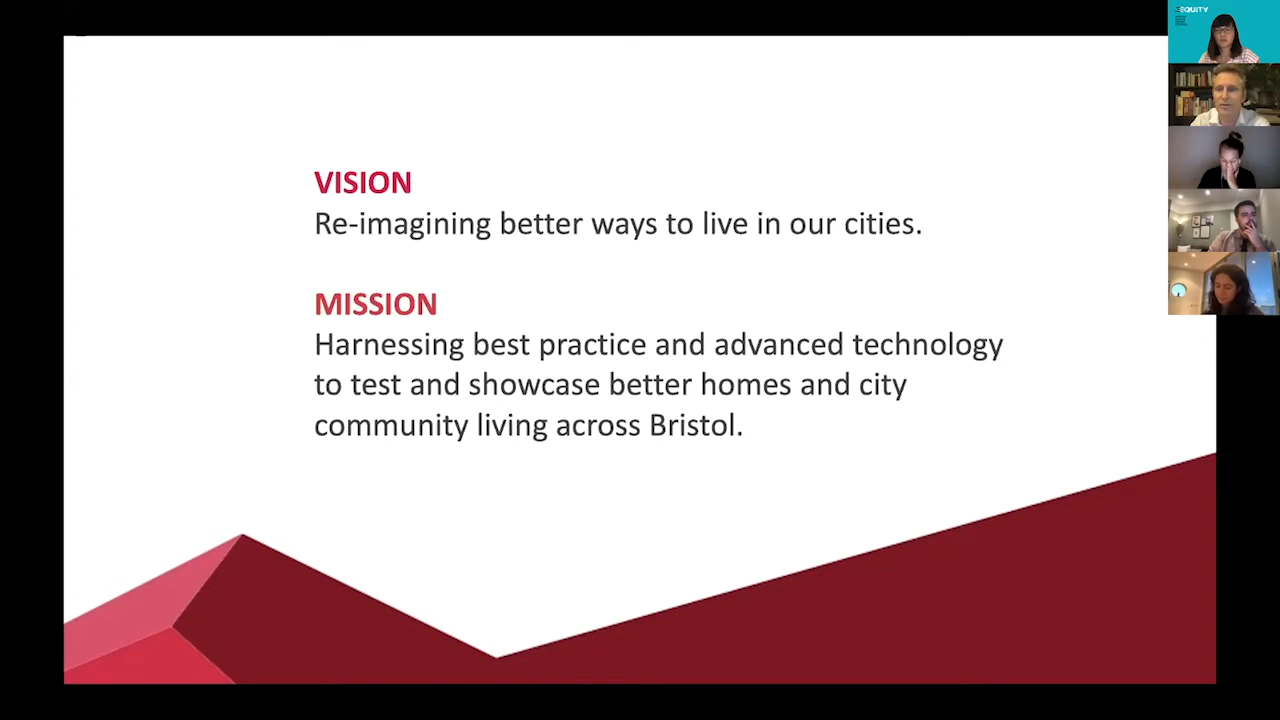 VISION
Re-imagining better ways to live in our cities.
MISSION
Harnessing best practice and advanced technology
to test and showcase better homes and city
community living across Bristol.
EQUITY